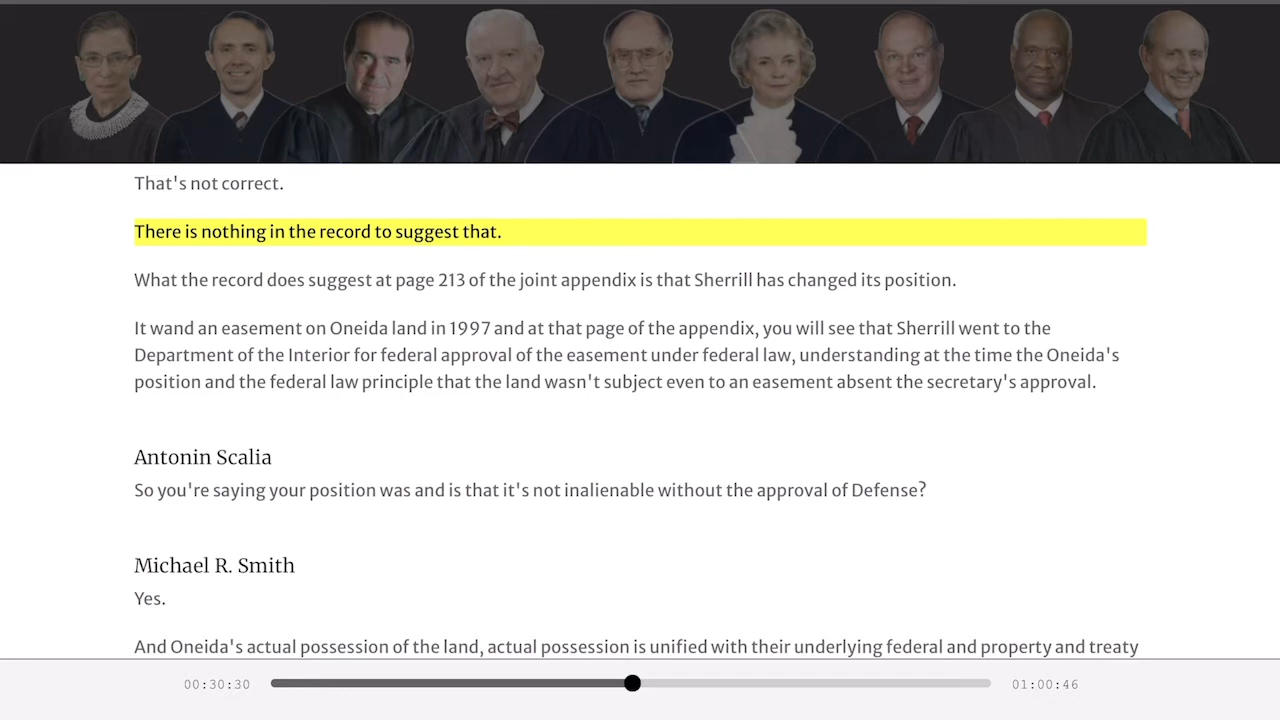 That's not correct.
There is nothing in the record to suggest that.
What the record does suggest at page 213 of the joint appendix is that Sherrill has changed its position.
It wand an easement on Oneida land in 1997 and at that page of the appendix, you will see that Sherrill went to the
Department of the Interior for federal approval of the easement under federal law, understanding at the time the Oneida's
position and the federal law principle that the land wasn't subject even to an easement absent the secretary's approval.
Antonin Scalia
So you're saying your position was and is that it's not inalienable without the approval of Defense?
Michael R. Smith
Yes.
And Oneida's actual possession of the land, actual possession is unified with their underlying federal and property and treaty
00:30:30
01:00:46